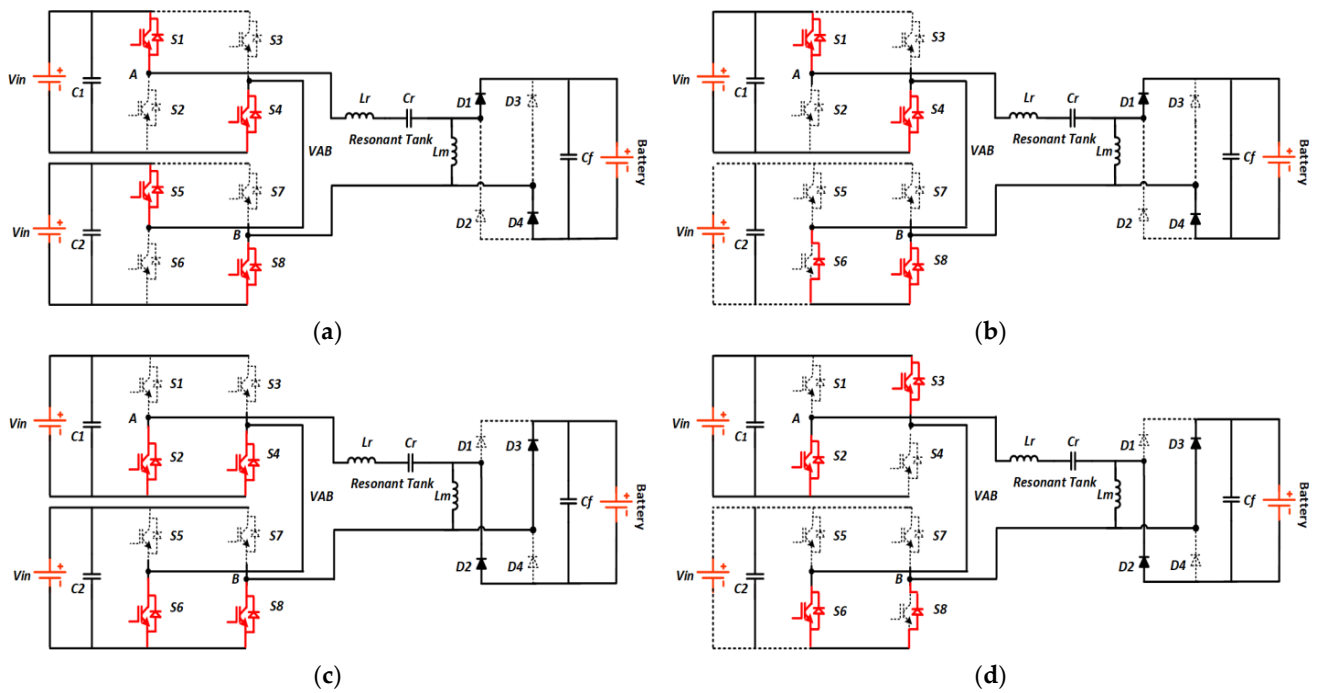 S1
S3
Vin
+
-
C1
A
S2
S4
Lr
Cr
Resonant Tank
Lm
VAB
D1
D3
D2
D4
Cf
+
-
Battery
S5
S7
Vin
+
-
C2
B
S6
S8
(a)
S1
S3
Vin
+
-
C1
A
S2
S4
Lr
Cr
Resonant Tank
Lm
VAB
D1
D3
D2
D4
Cf
+
-
Battery
S5
S7
Vin
+
-
C2
B
S6
S8
(b)
S1
S3
Vin
+
-
C1
A
S2
S4
Lr
Cr
Resonant Tank
Lm
VAB
D1
D3
D2
D4
Cf
+
-
Battery
S5
S7
Vin
+
-
C2
B
S6
S8
(c)
S1
S3
Vin
+
-
C1
A
S2
S4
Lr
Cr
Resonant Tank
Lm
VAB
D1
D3
D2
D4
Cf
+
-
Battery
S5
S7
Vin
+
-
C2
B
S6
S8
(d)